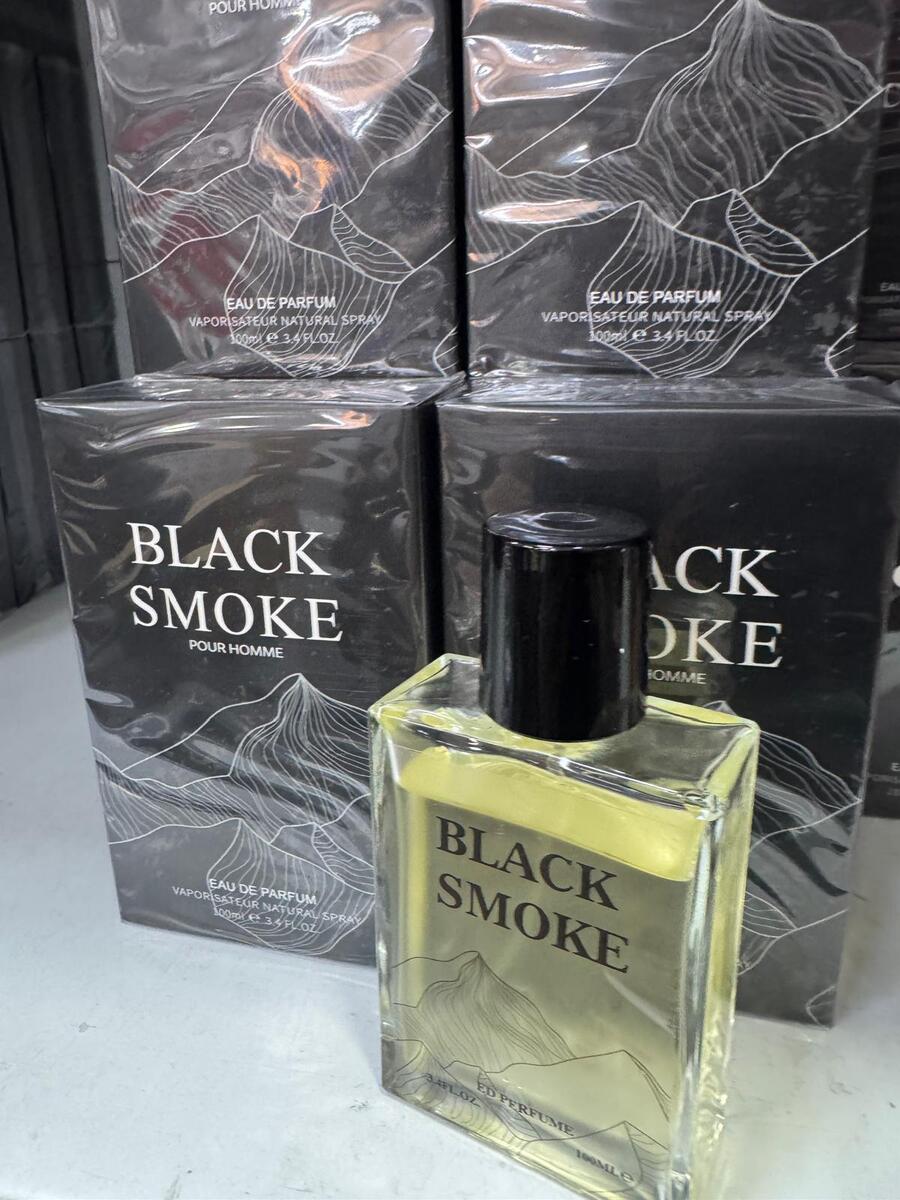 POUR HOMME
EAU DE PARFUM
VAPORISATEUR NATURAL SPRAY
100ml ℮ 3.4 FL.OZ.
EAU DE PARFUM
VAPORISATEUR NATURAL SPRAY
100ml ℮ 3.4 FL.OZ.
BLACK
SMOKE
POUR HOMME
EAU DE PARFUM
VAPORISATEUR NATURAL SPRAY
100ml ℮ 3.4 FL.OZ.
ACK
OKE
HOMME
BLACK
SMOKE
ED PERFUME
3.4FL.OZ.
100ML℮